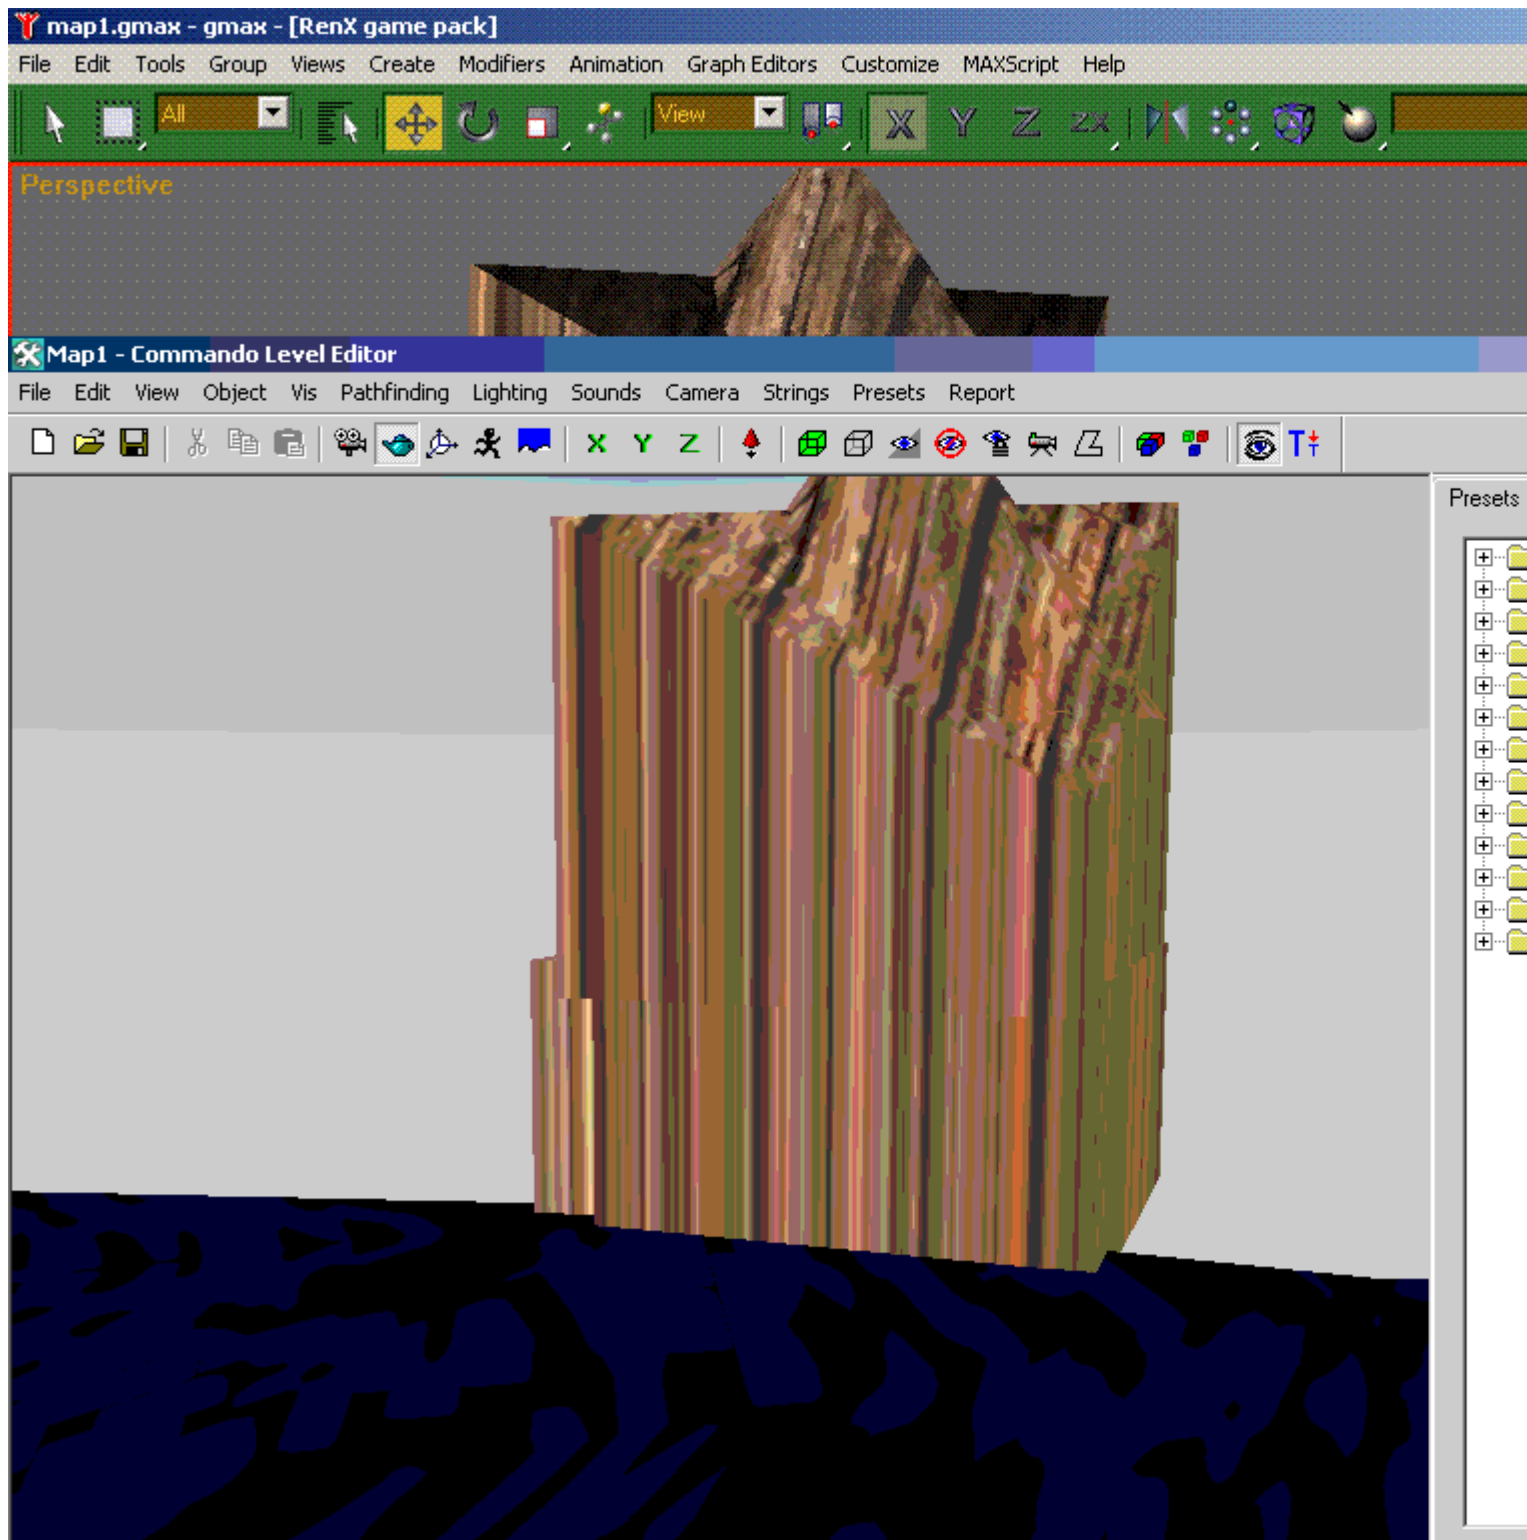 map1.gmax - gmax - [RenX game pack]
File Edit Tools Group Views Create Modifiers Animation Graph Editors Customize MAXScript Help
All View X Y Z ZX
Perspective
Map1 - Commando Level Editor
File Edit View Object Vis Pathfinding Lighting Sounds Camera Strings Presets Report
X Y Z T
Presets